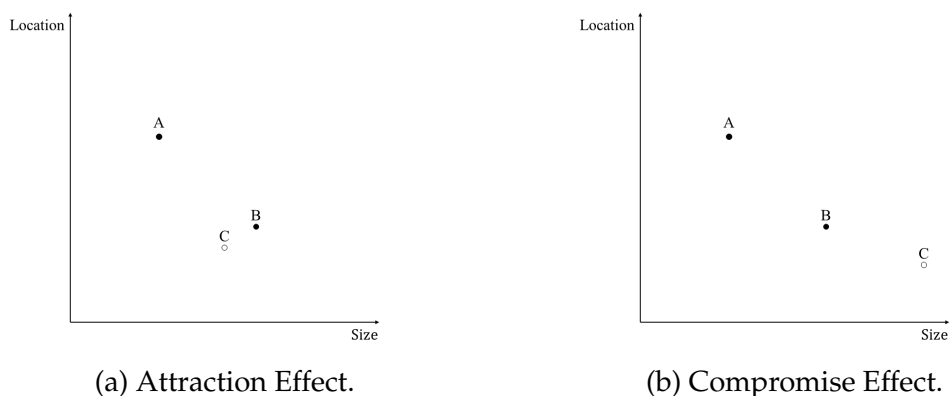 Location
A
B
C
Size
(a) Attraction Effect.
Location
A
B
C
Size
(b) Compromise Effect.